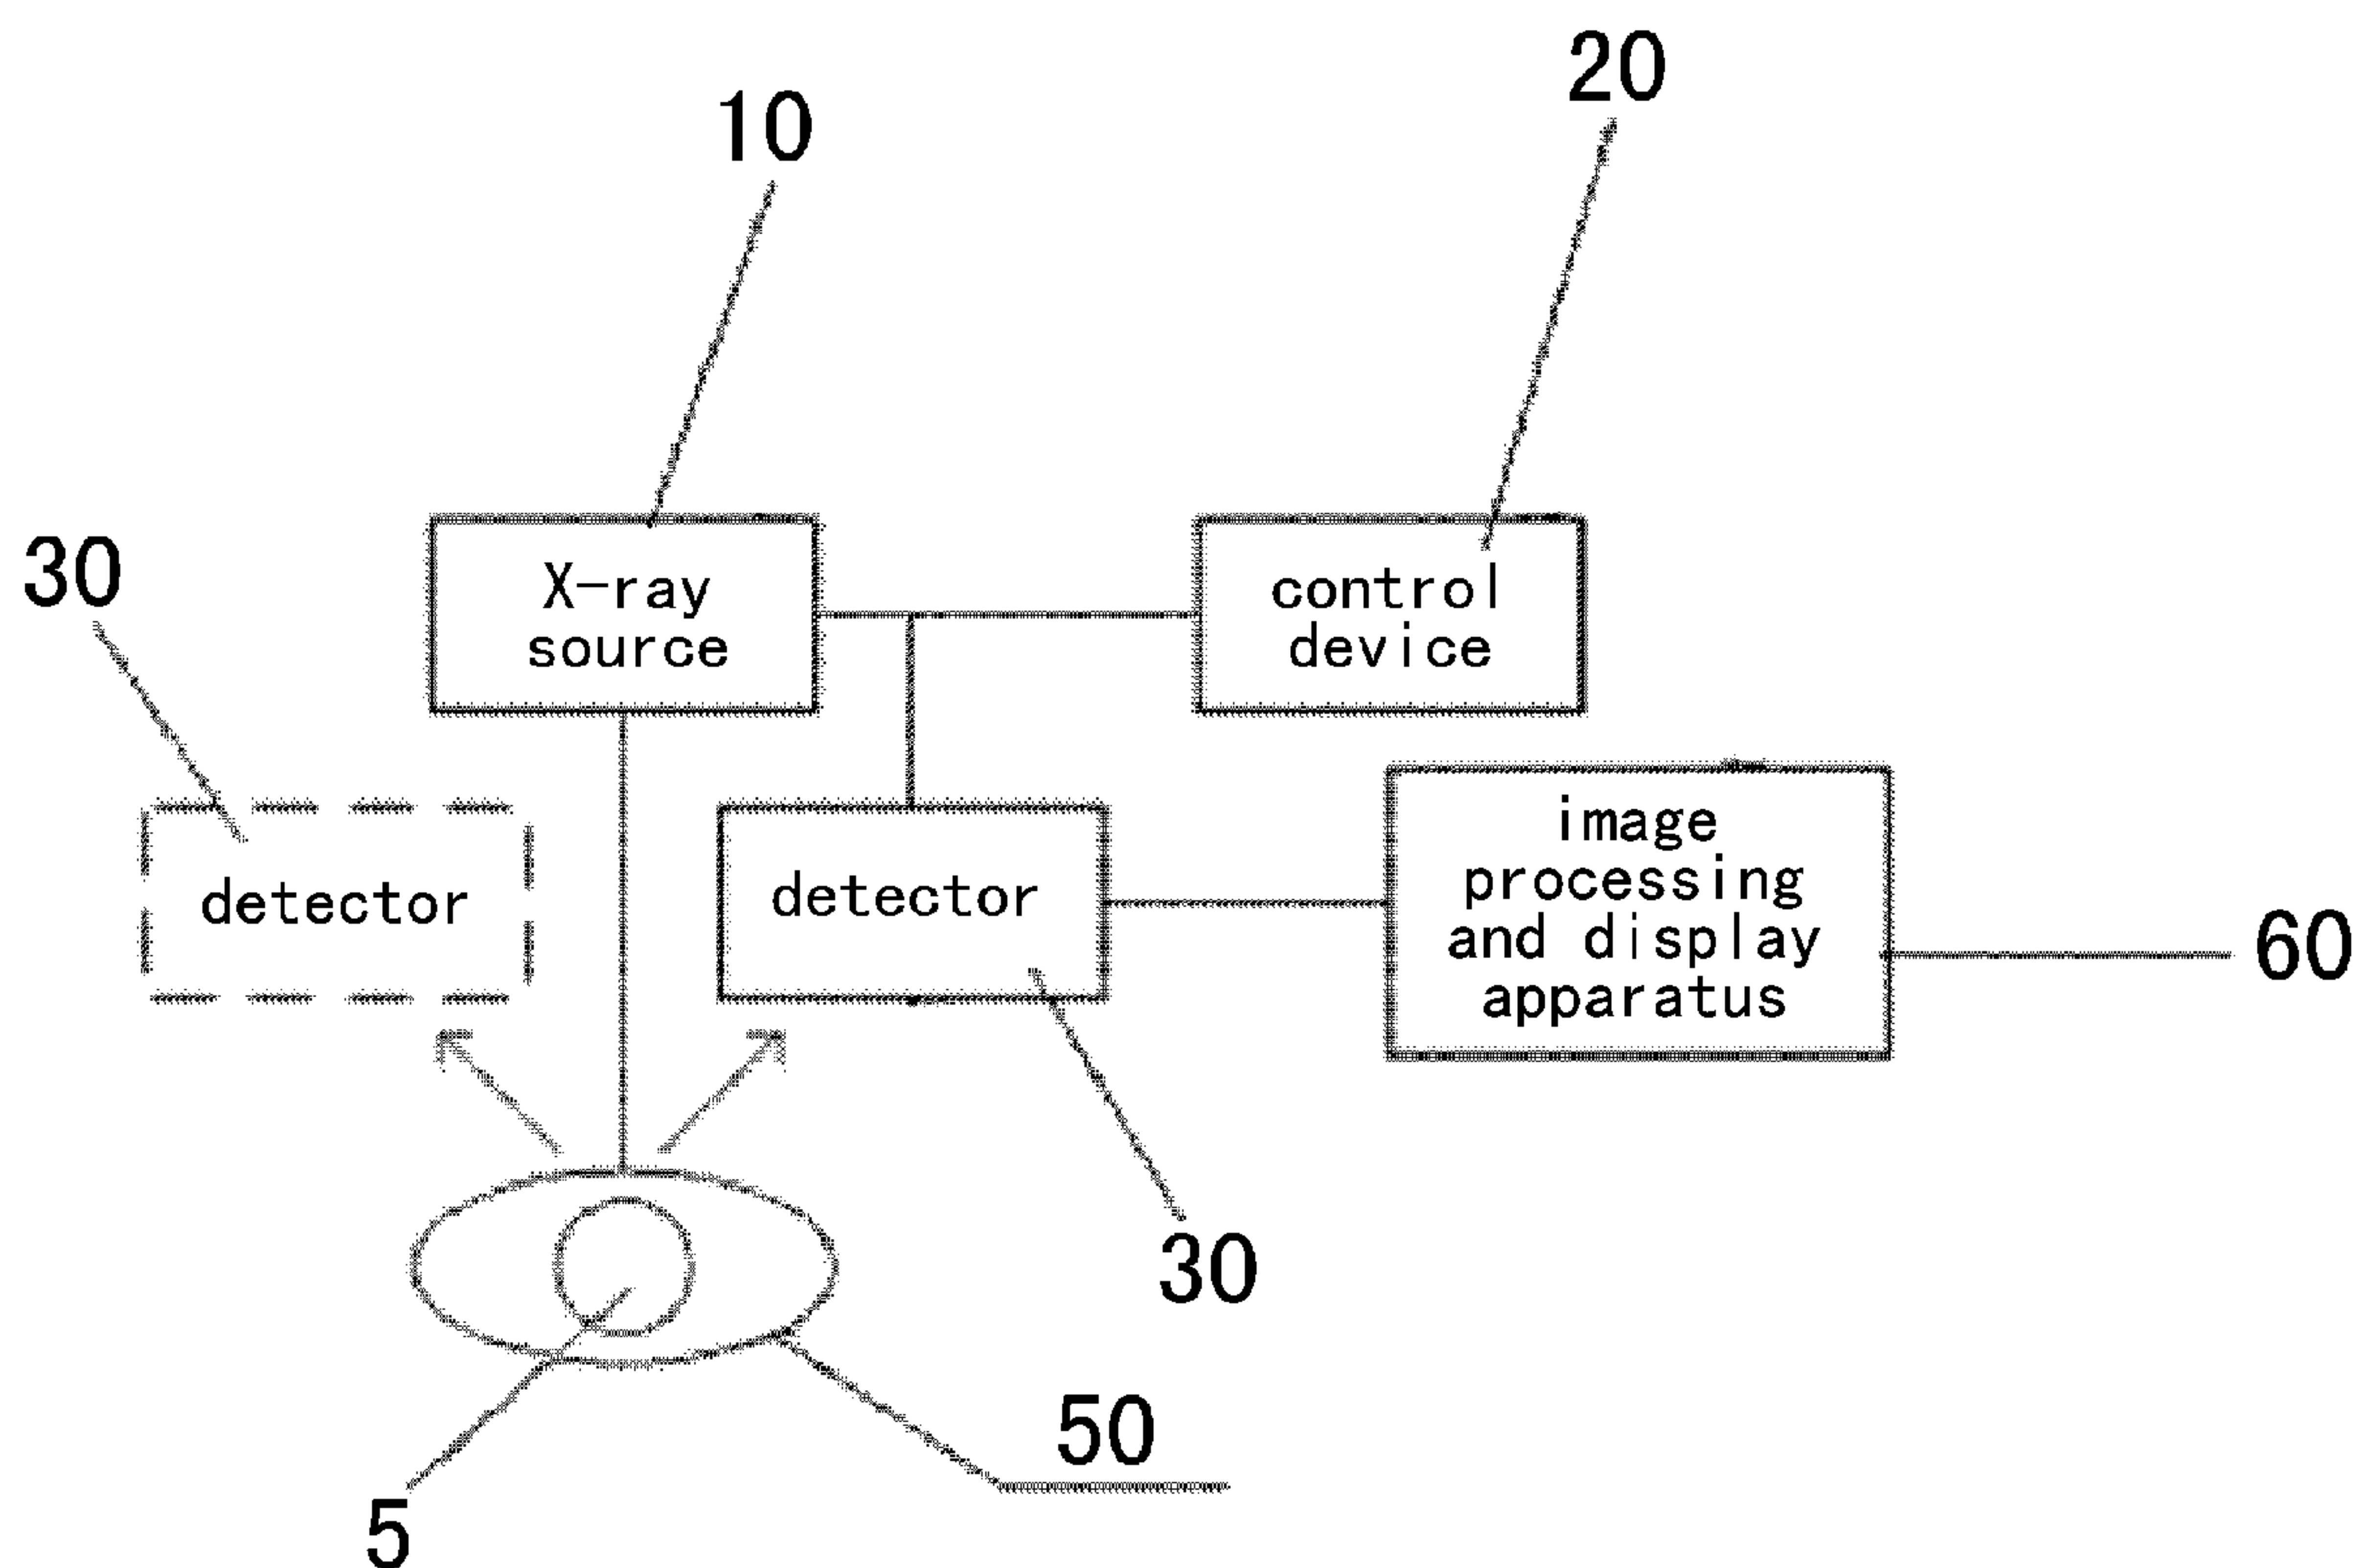 20
10
30
X-ray
source
control
device
detector
detector
image
processing
and display
apparatus
60
30
50
5